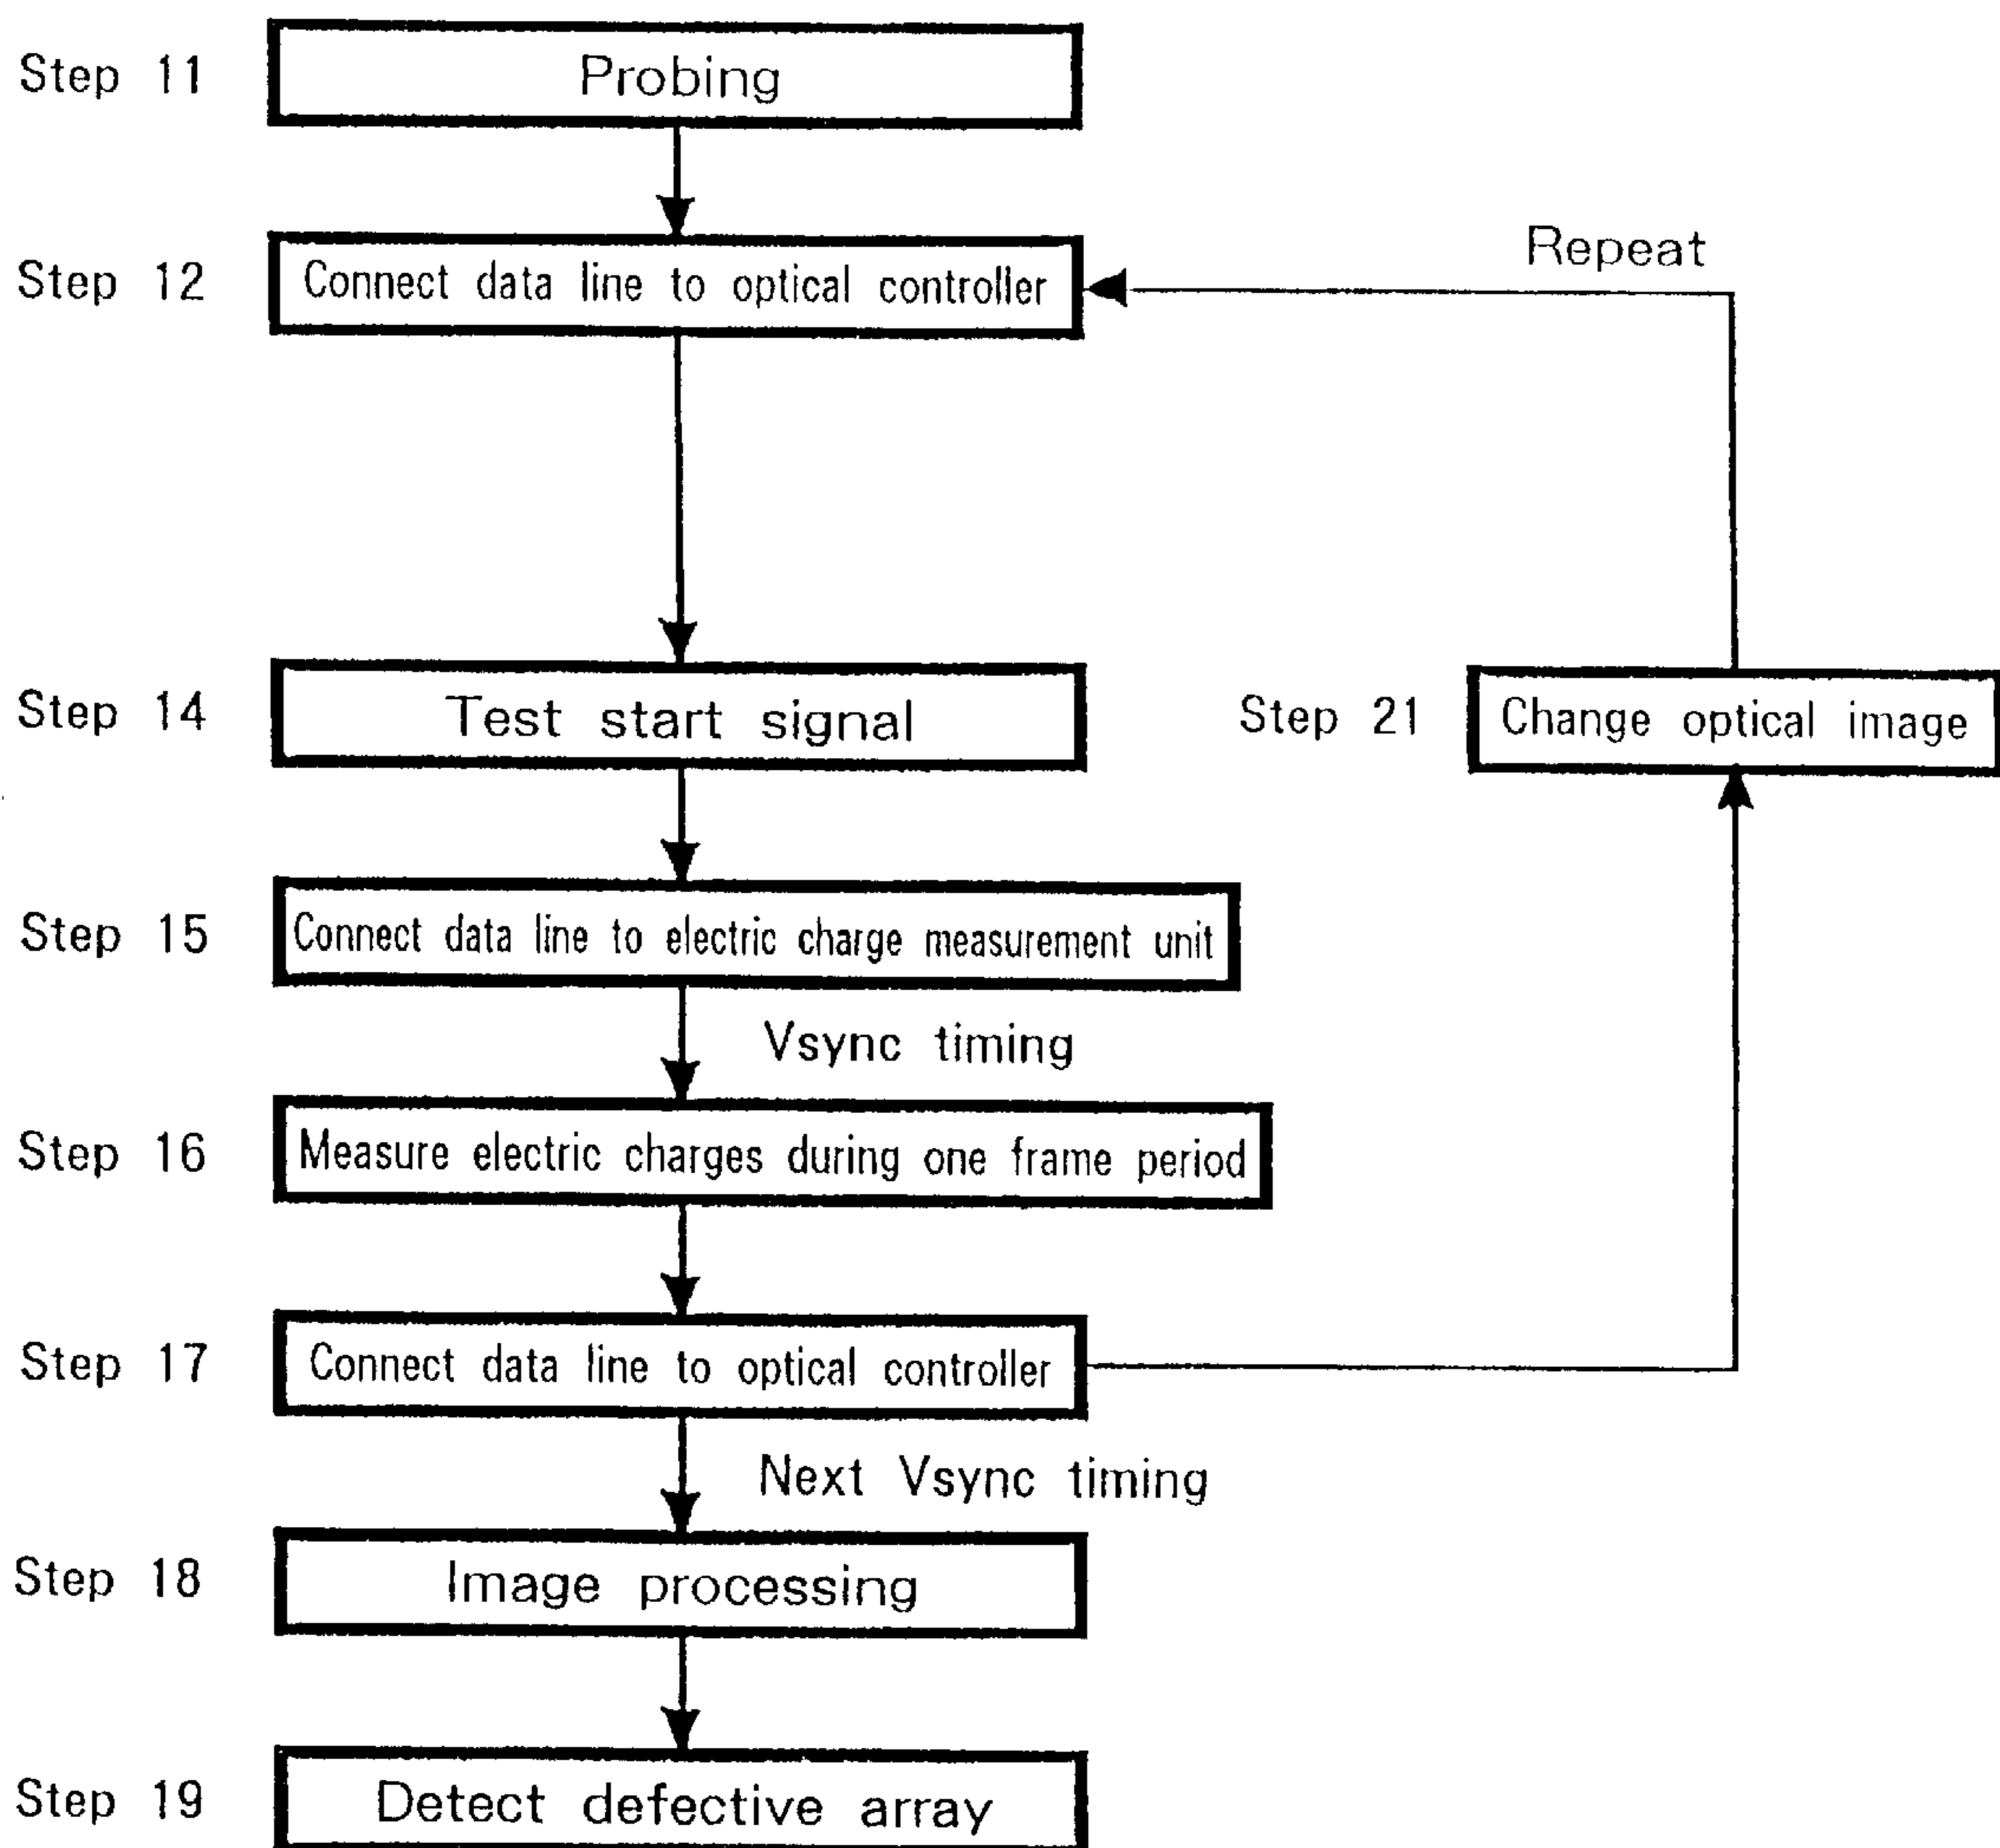 Step 11
Probing
Step 12
Connect data line to optical controller
Repeat
Step 14
Test start signal
Step 21
Change optical image
Step 15
Connect data line to electric charge measurement unit
Vsync timing
Step 16
Measure electric charges during one frame period
Step 17
Connect data line to optical controller
Next Vsync timing
Step 18
Image processing
Step 19
Detect defective array